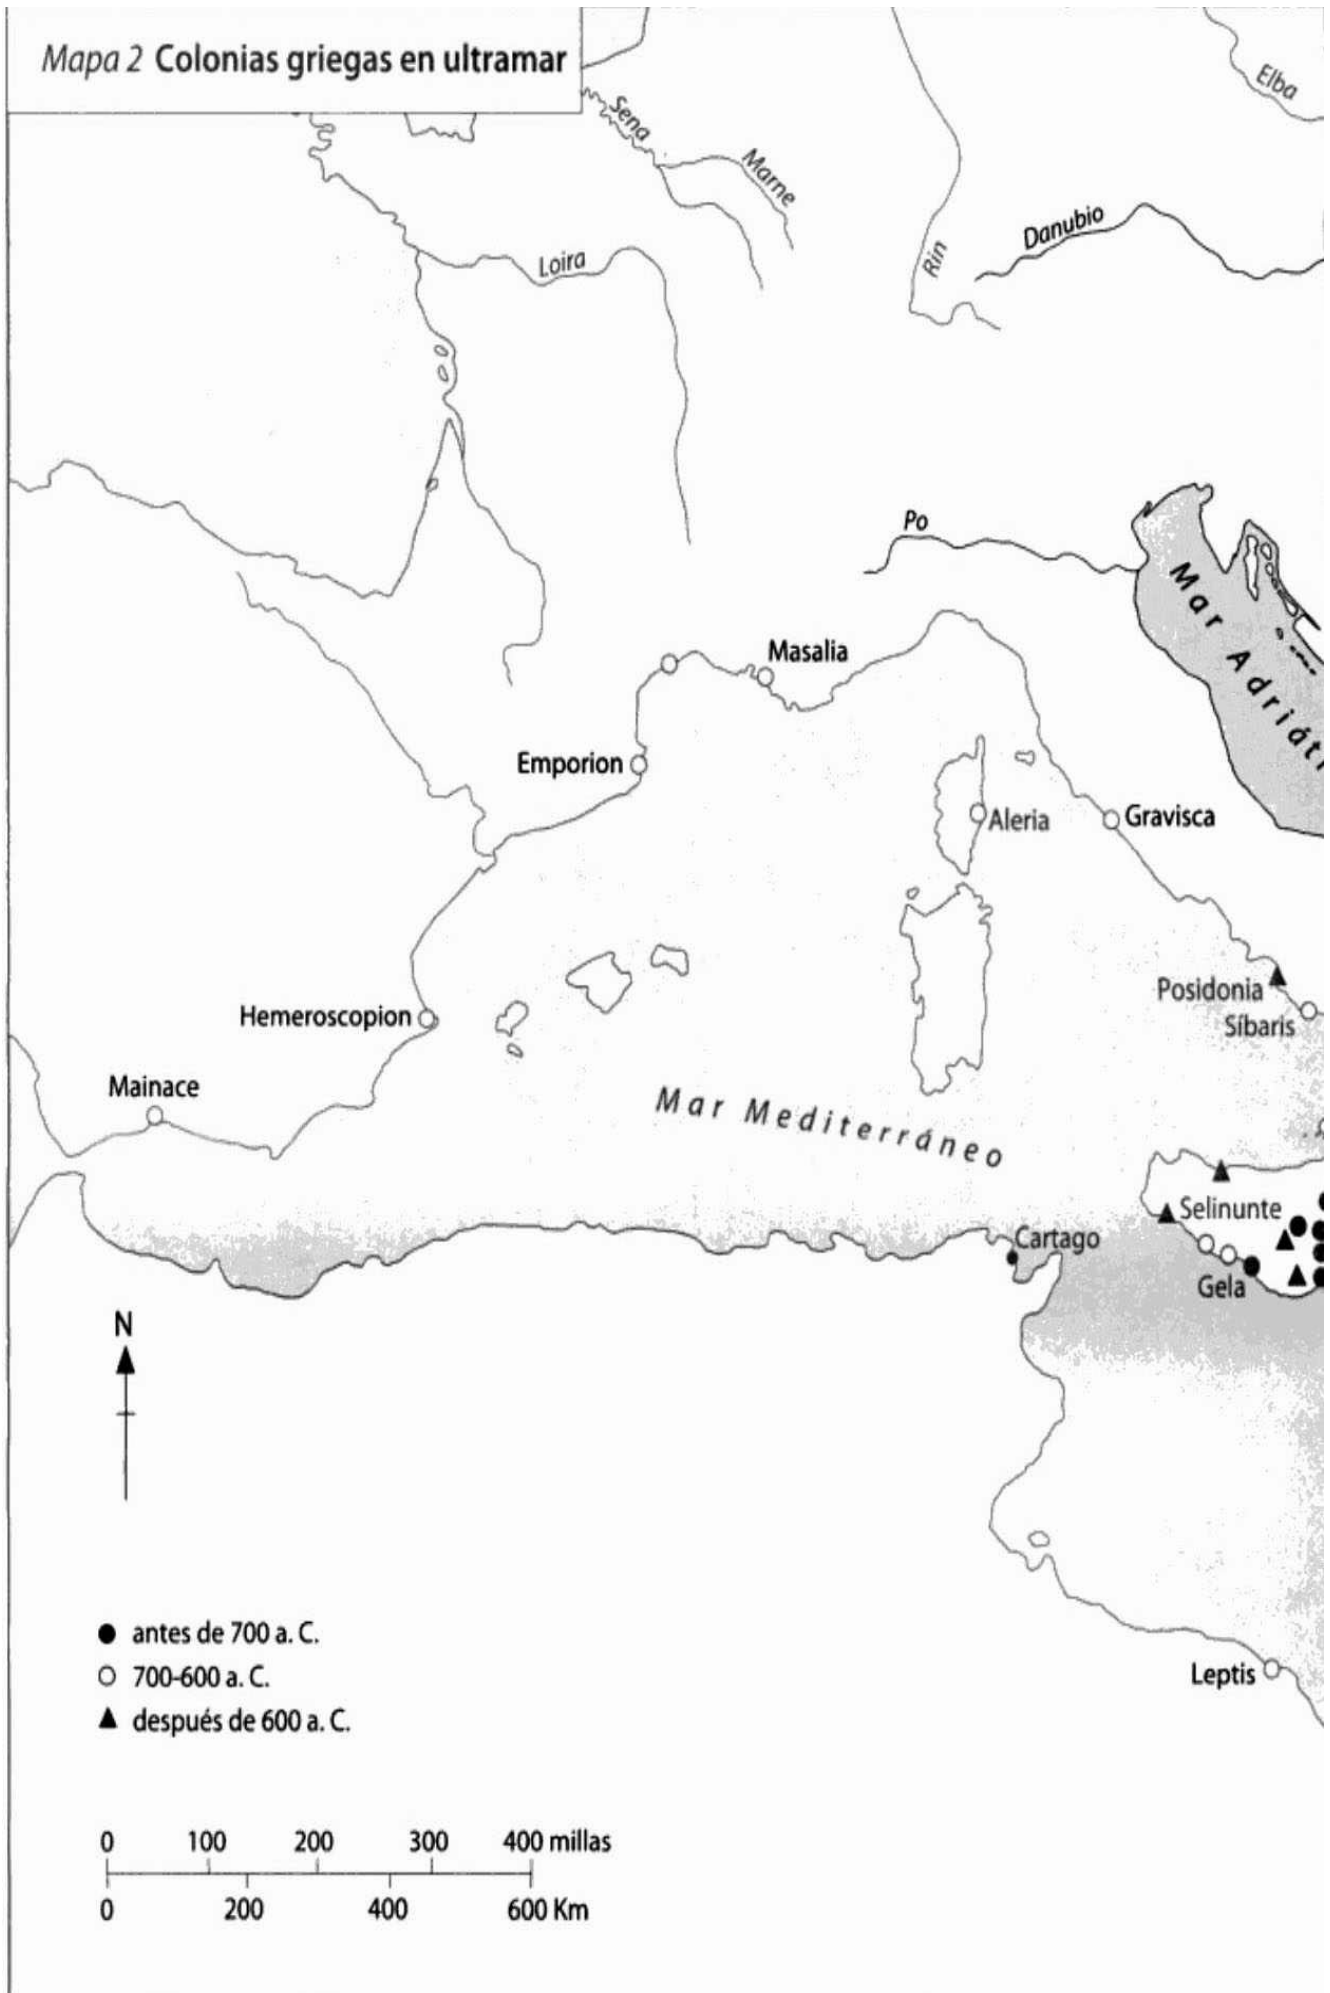 Mapa 2 Colonias griegas en ultramar
Elba
Sena
Marne
Danubio
Rin
Loira
Po
Mar Adriáti
Masalia
Emporion
Aleria
Gravisca
Posidonia
Síbaris
Hemeroscopion
Mainace
Mar Mediterráneo
Selinunte
Cartago
Gela
N
antes de 700 a. C.
700-600 a. C.
después de 600 a. C.
Leptis
0 100 200 300 400 millas
0 200 400 600 Km